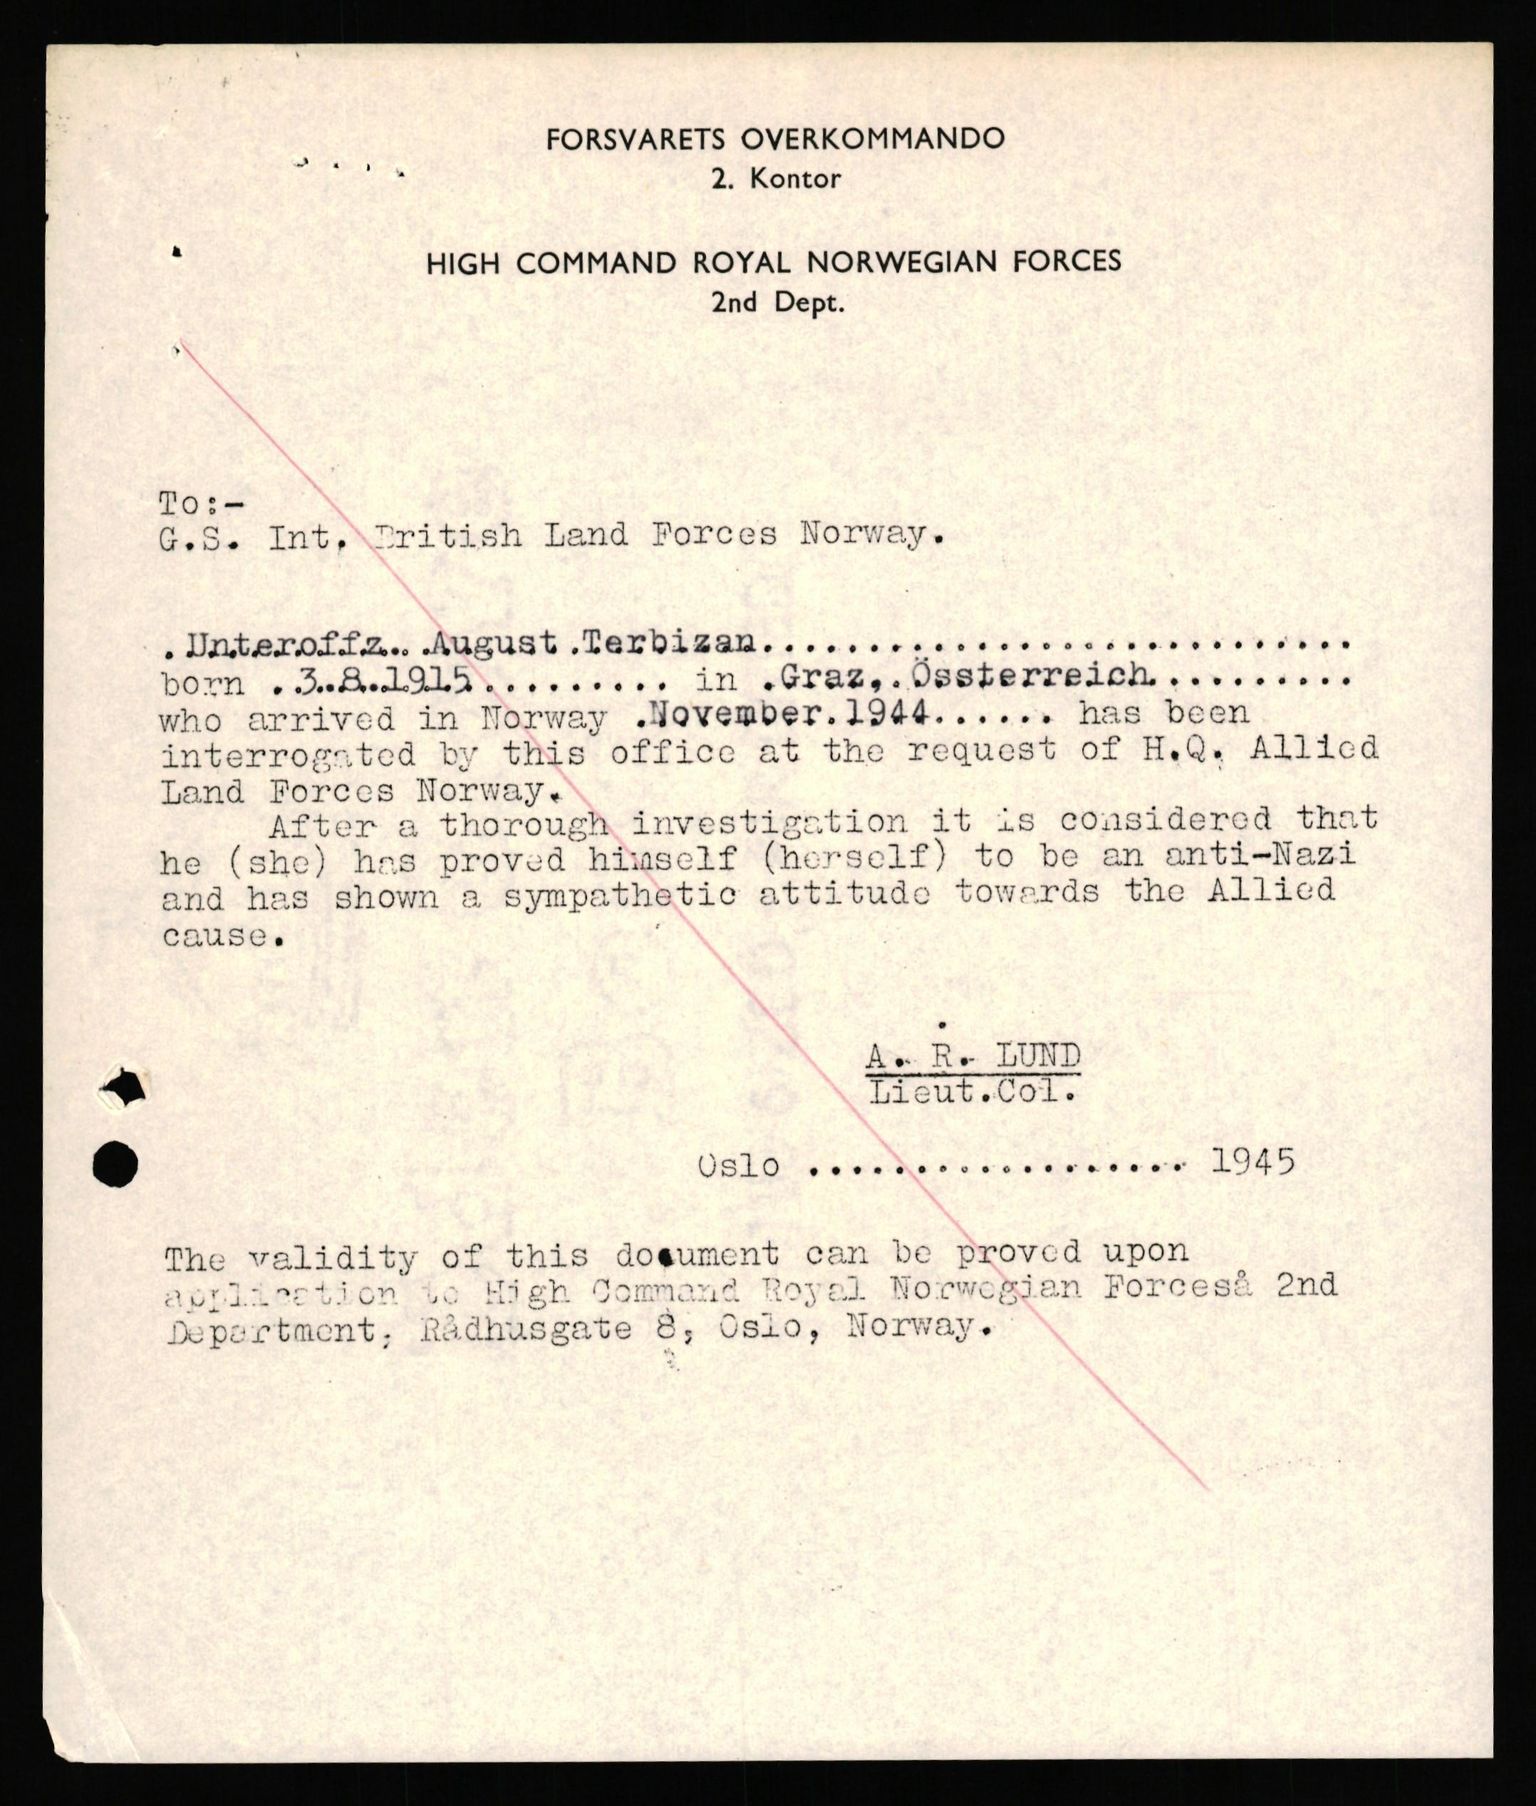 FORSVARETS OVERKOMMANDO
2. Kontor
HIGH COMMAND ROYAL NORWEGIAN FORCES
2nd Dept.
To:-
G.S. Int. British Land Forces Norway.
. Unteroffz.. .August .Terbizan............................
born ..3..8..1915.......... in .Graz,. Össterreich..........
who arrived in Norway .November.1944...... has been
interrogated by this office at the request of H.Q. Allied
Land Forces Norway.
After a thorough investigation it is considered that
he (she) has proved himself (herself) to be an anti-Nazi
and has shown a sympathetic attitude towards the Allied
cause.
A. R. LUND
Lieut.Col.
Oslo .................. 1945
The validity of this document can be proved upon
application to High Command Royal Norwegian Forceså 2nd
Department, Rådhusgate 8, Oslo, Norway.